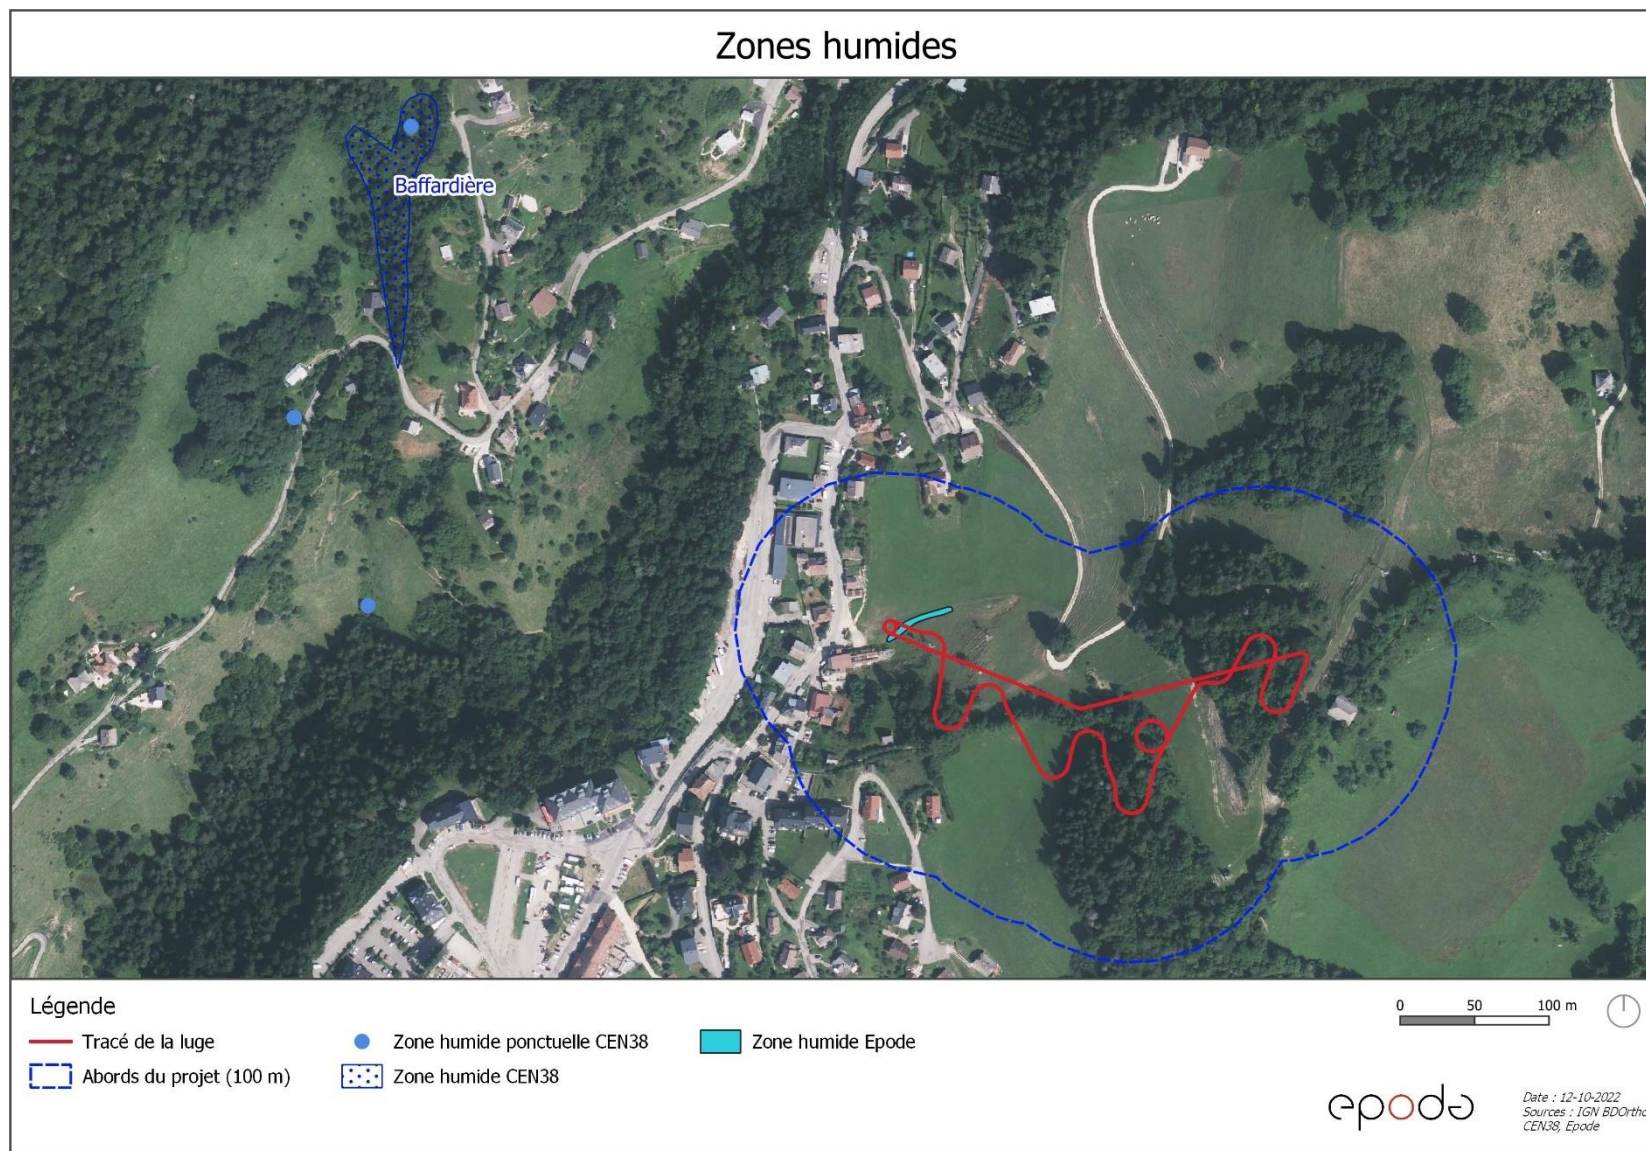 Zones humides
Baffardière
Légende
Tracé de la luge
Abords du projet (100 m)
Zone humide ponctuelle CEN38
Zone humide CEN38
Zone humide Epode
0 50 100 m
epode
Date : 12-10-2022
Sources : IGN BDOrtho
CEN38, Epode